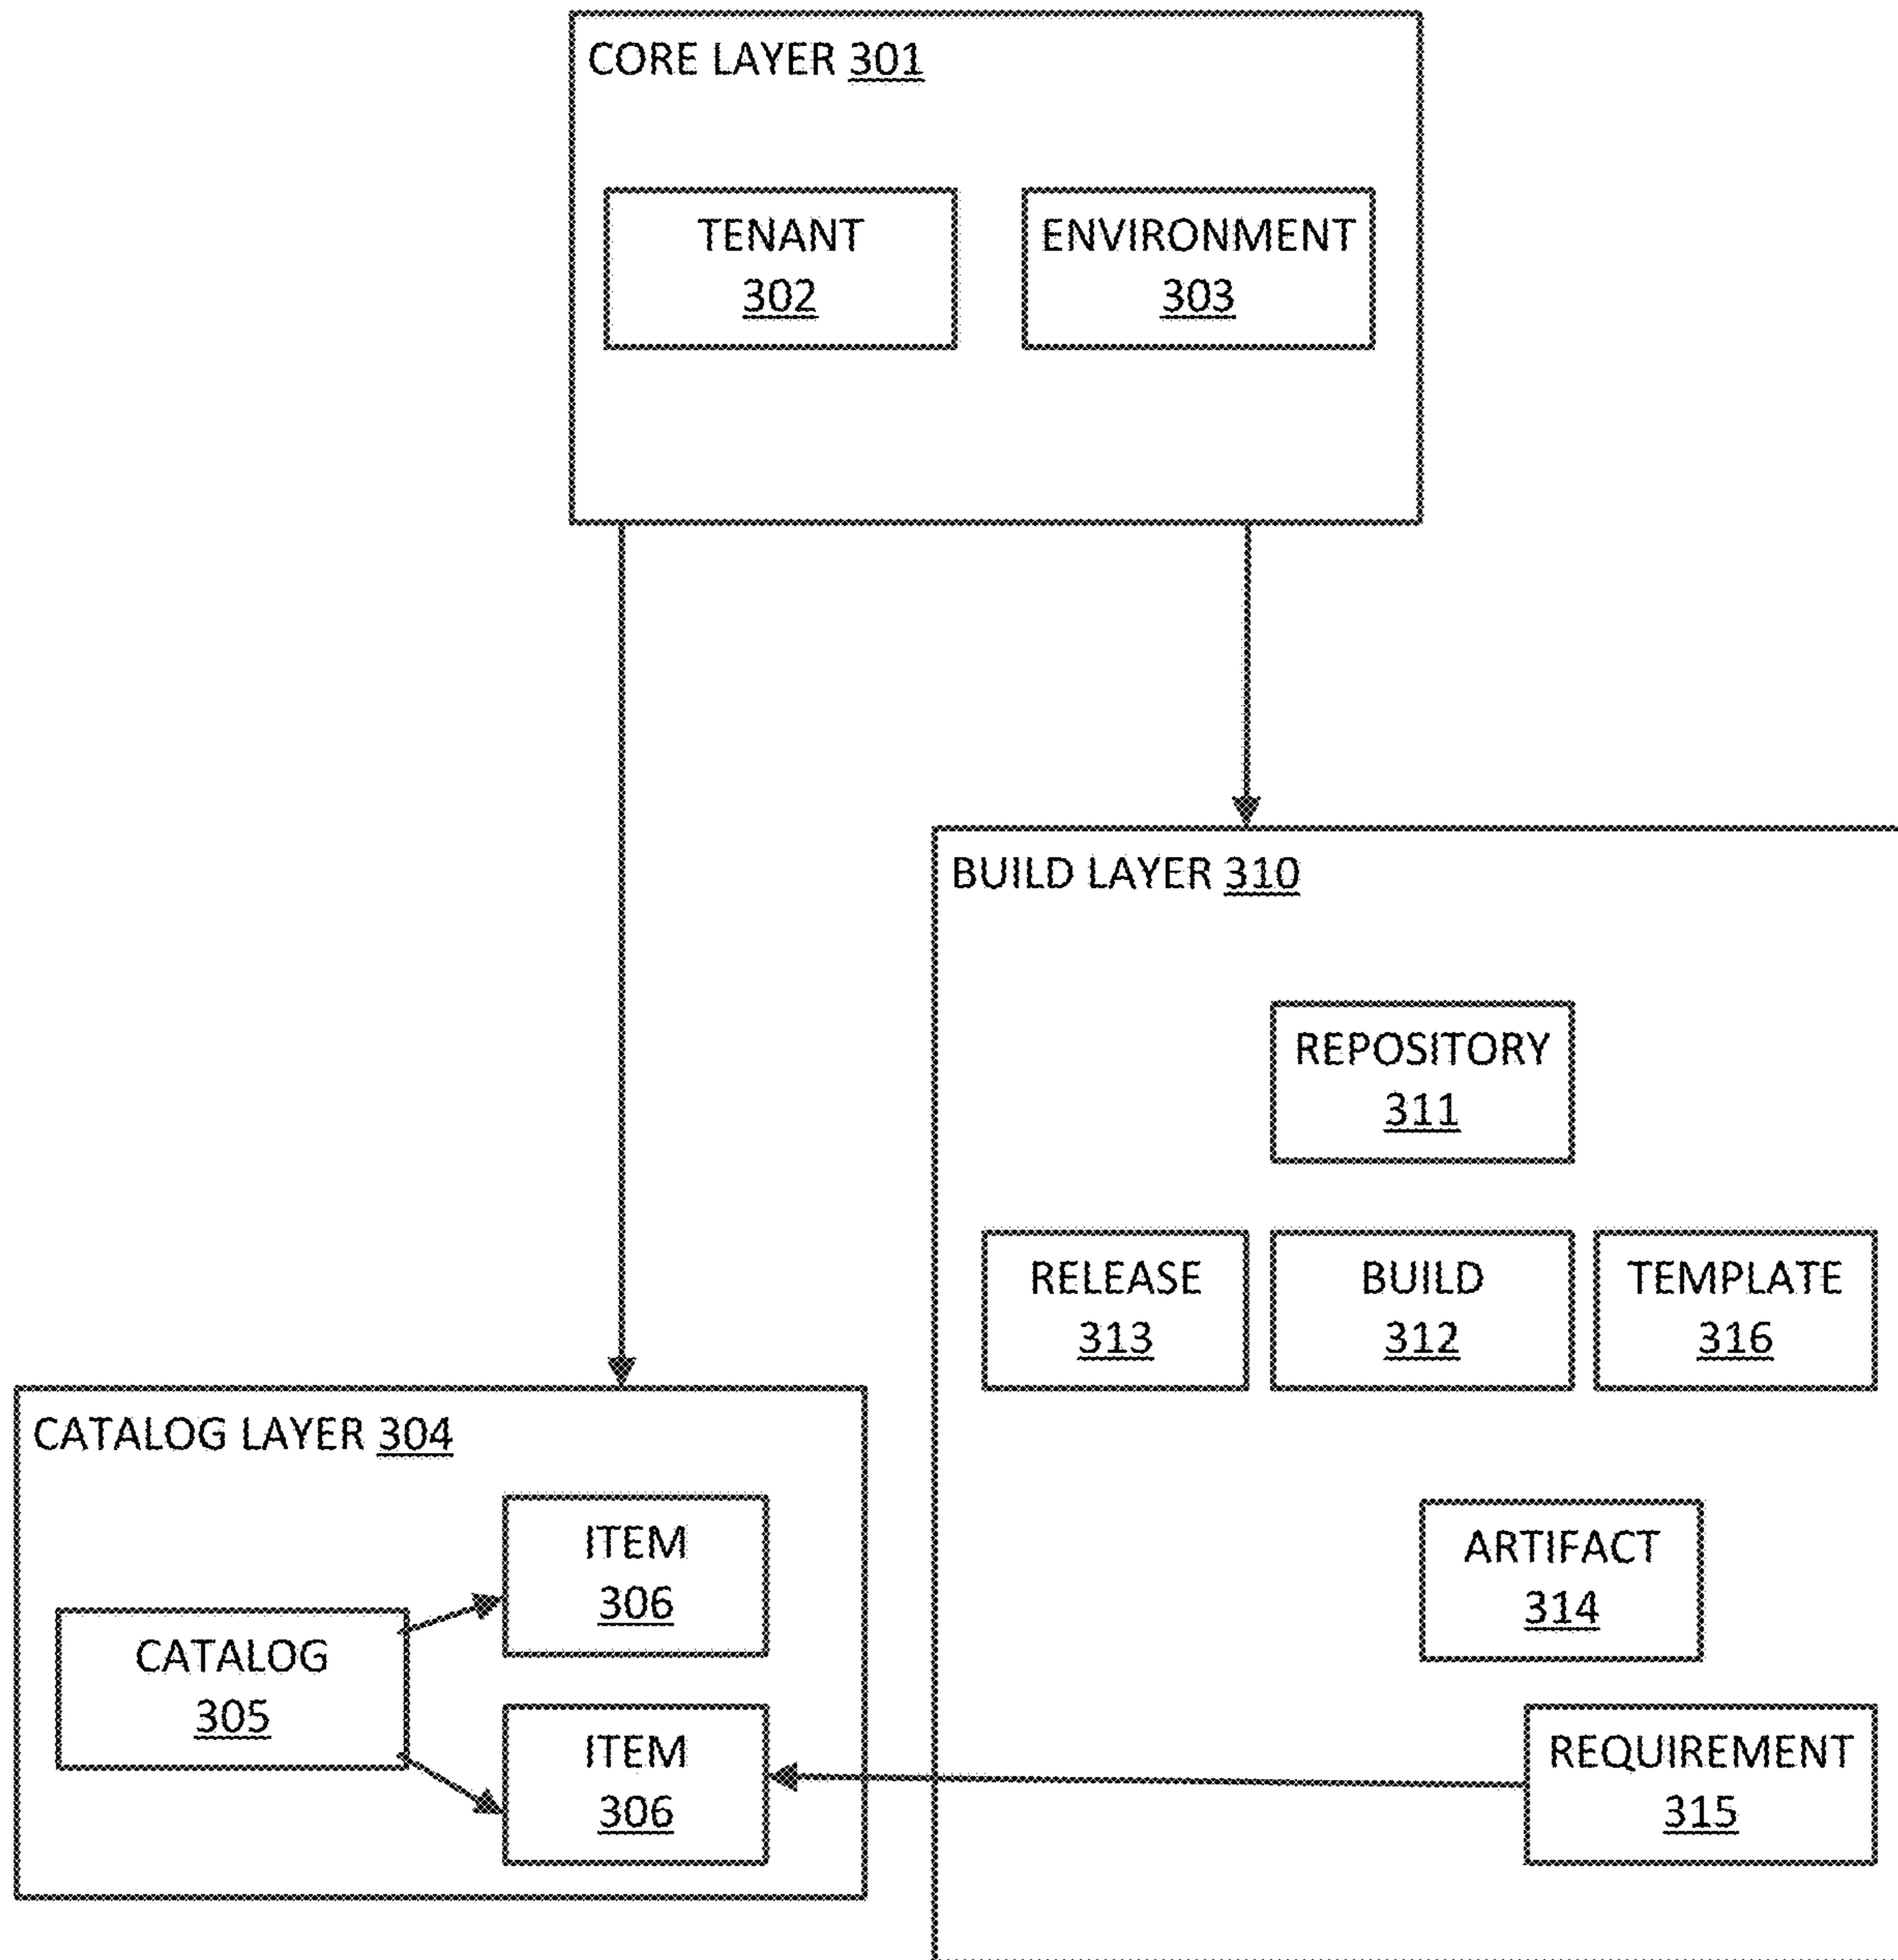 CORE LAYER 301
TENANT
302
ENVIRONMENT
303
BUILD LAYER 310
REPOSITORY
311
RELEASE
313
BUILD
312
TEMPLATE
316
CATALOG LAYER 304
ITEM
306
CATALOG
305
ITEM
306
ARTIFACT
314
REQUIREMENT
315